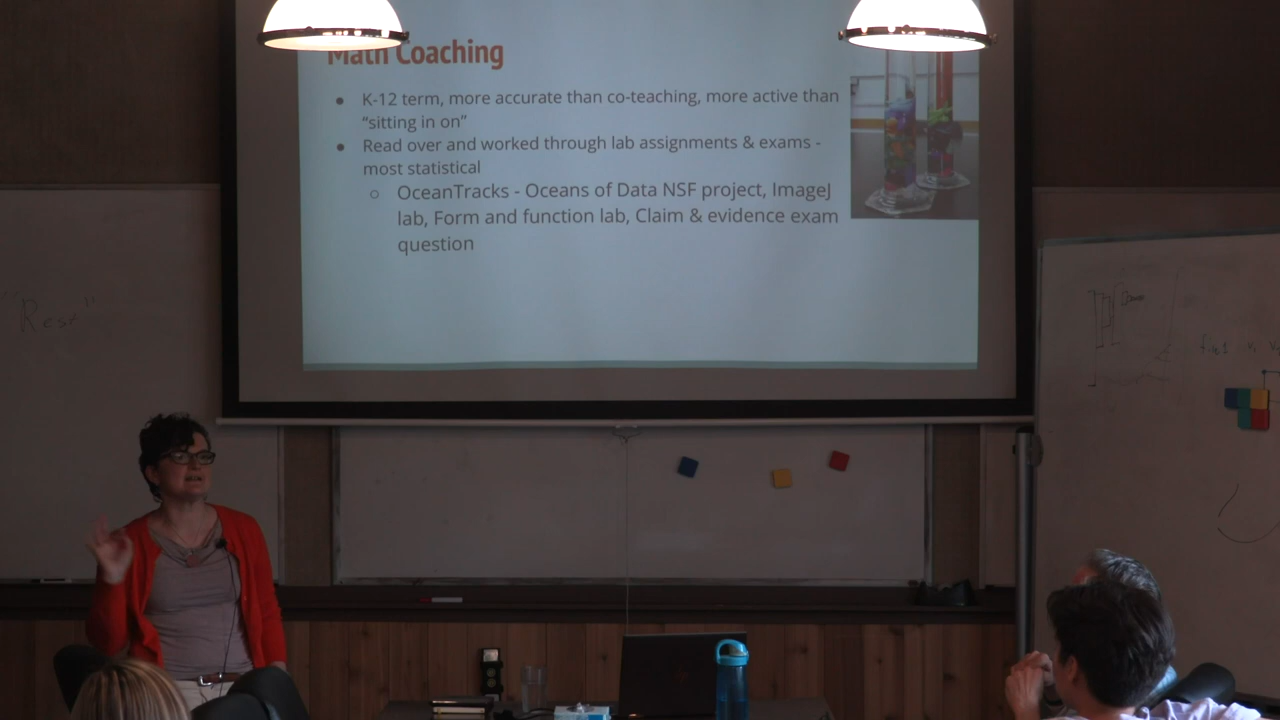 Math Coaching
K-12 term, more accurate than co-teaching, more active than
“sitting in on”
Read over and worked through lab assignments & exams -
most statistical
OceanTracks - Oceans of Data NSF project, ImageJ
lab, Form and function lab, Claim & evidence exam
question
file1 v.